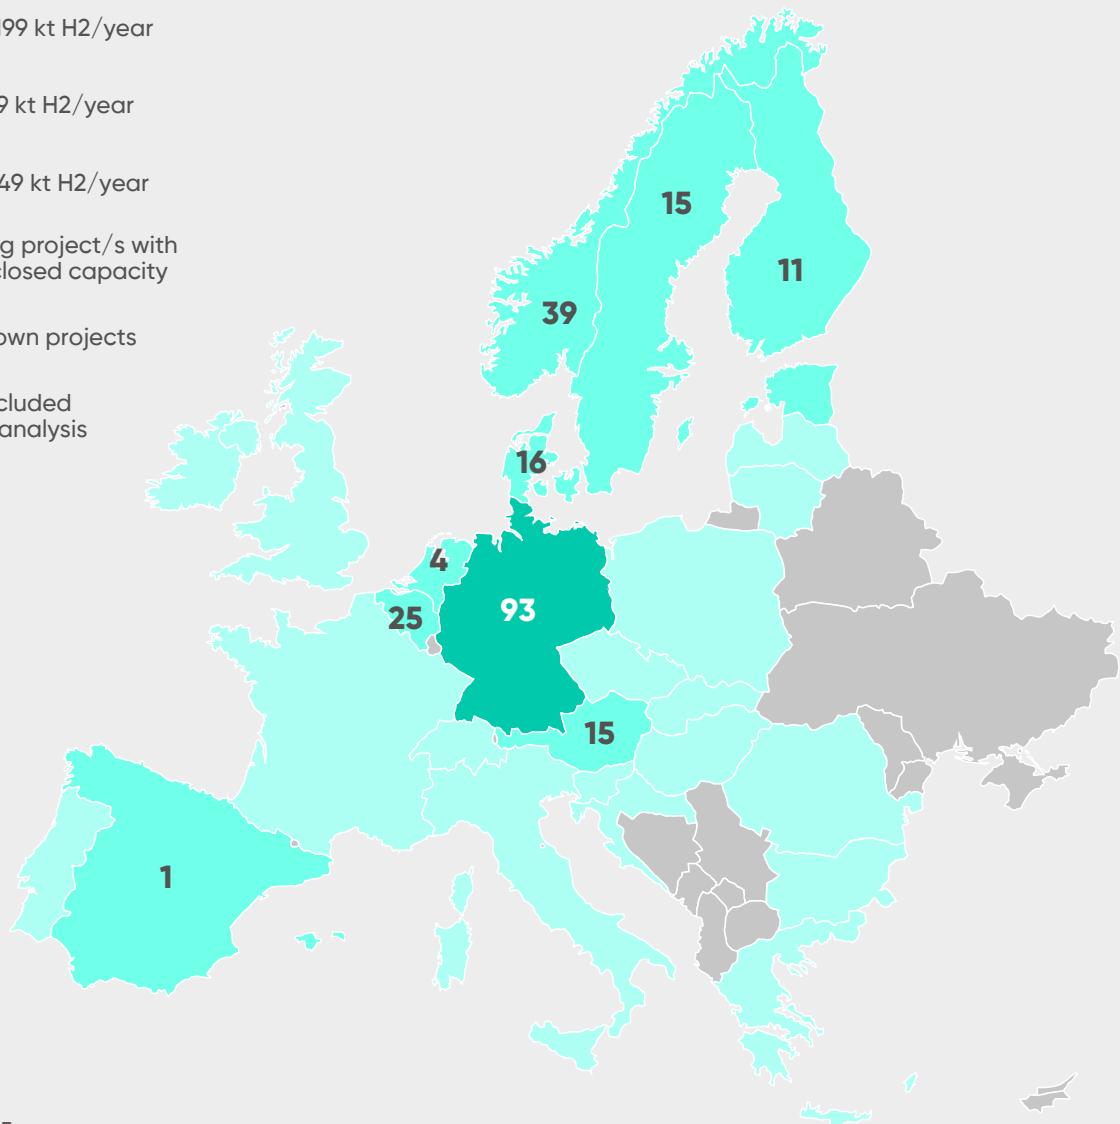 199 kt H2/year
9 kt H2/year
49 kt H2/year
g project/s with
closed capacity
own projects
cluded
analysis
15
11
39
16
4
93
25
15
1